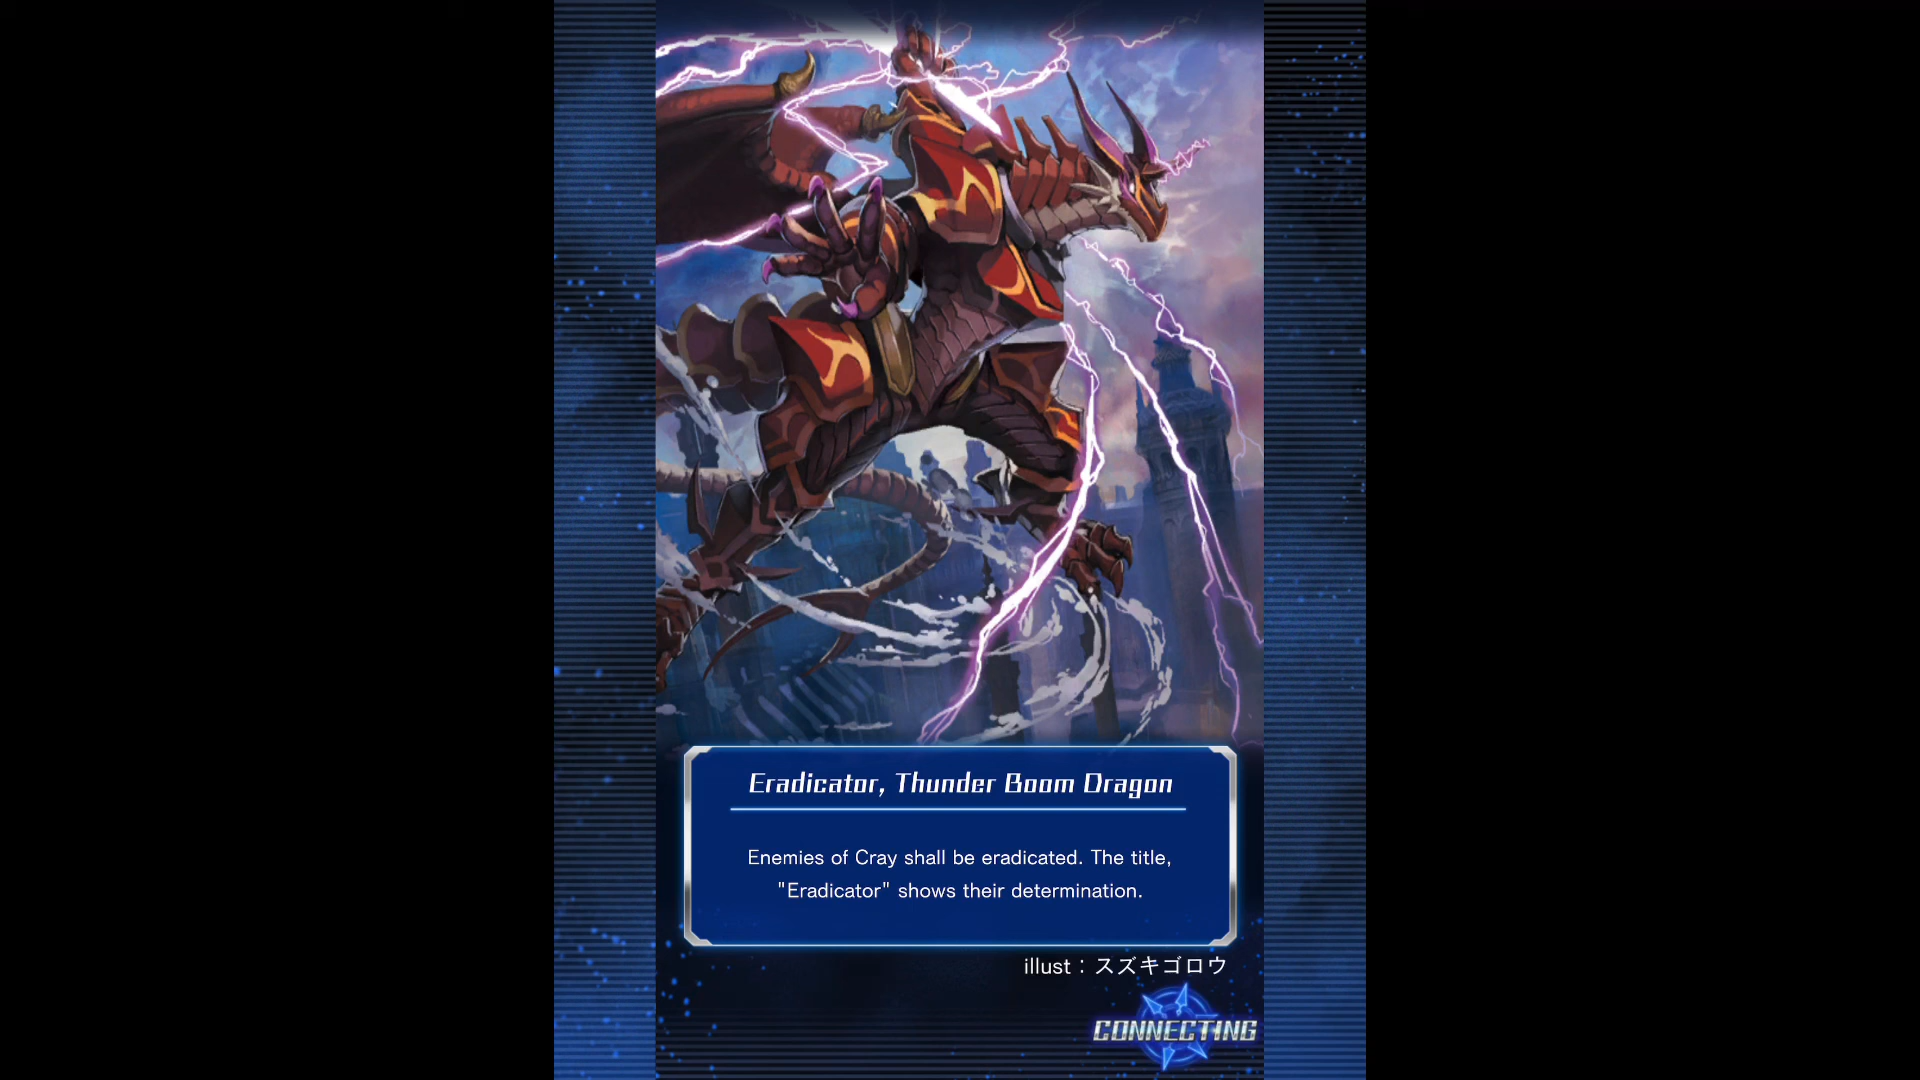 Eradicator, Thunder Boom Dragon
Enemies of Cray shall be eradicated. The title,
"Eradicator" shows their determination.
illust：スズキゴロウ
CONNECTING